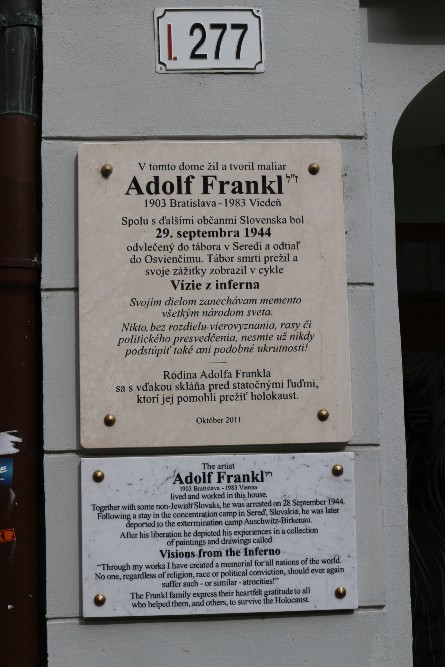 I. 277
V tomto dome žil a tvoril maliar
Adolf Frankl ז״ל
1903 Bratislava - 1983 Viedeň
Spolu s ďalšími občanmi Slovenska bol
29. septembra 1944
odvlečený do tábora v Seredi a odtiaľ
do Osvienčimu. Tábor smrti prežil a
svoje zážitky zobrazil v cykle
Vízie z inferna
Svojím dielom zanechávam memento
všetkým národom sveta.
Nikto, bez rozdielu vierovyznania, rasy či
politického presvedčenia, nesmie už nikdy
podstúpiť také ani podobné ukrutnosti!
Rodina Adolfa Frankla
sa s vďakou skláňa pred statočnými ľuďmi,
ktorí jej pomohli prežiť holokaust.
Október 2011
The artist
Adolf Frankl ז״ל
1903 Bratislava - 1983 Vienna
lived and worked in this house.
Together with some non-Jewish Slovaks, he was arrested on 28 September 1944.
Following a stay in the concentration camp in Sereď, Slovakia, he was later
deported to the extermination camp Auschwitz-Birkenau.
After his liberation he depicted his experiences in a collection
of paintings and drawings called
Visions from the Inferno
"Through my works I have created a memorial for all nations of the world.
No one, regardless of religion, race or political conviction, should ever again
suffer such - or similar - atrocities!"
The Frankl family express their heartfelt gratitude to all
who helped them, and others, to survive the Holocaust.